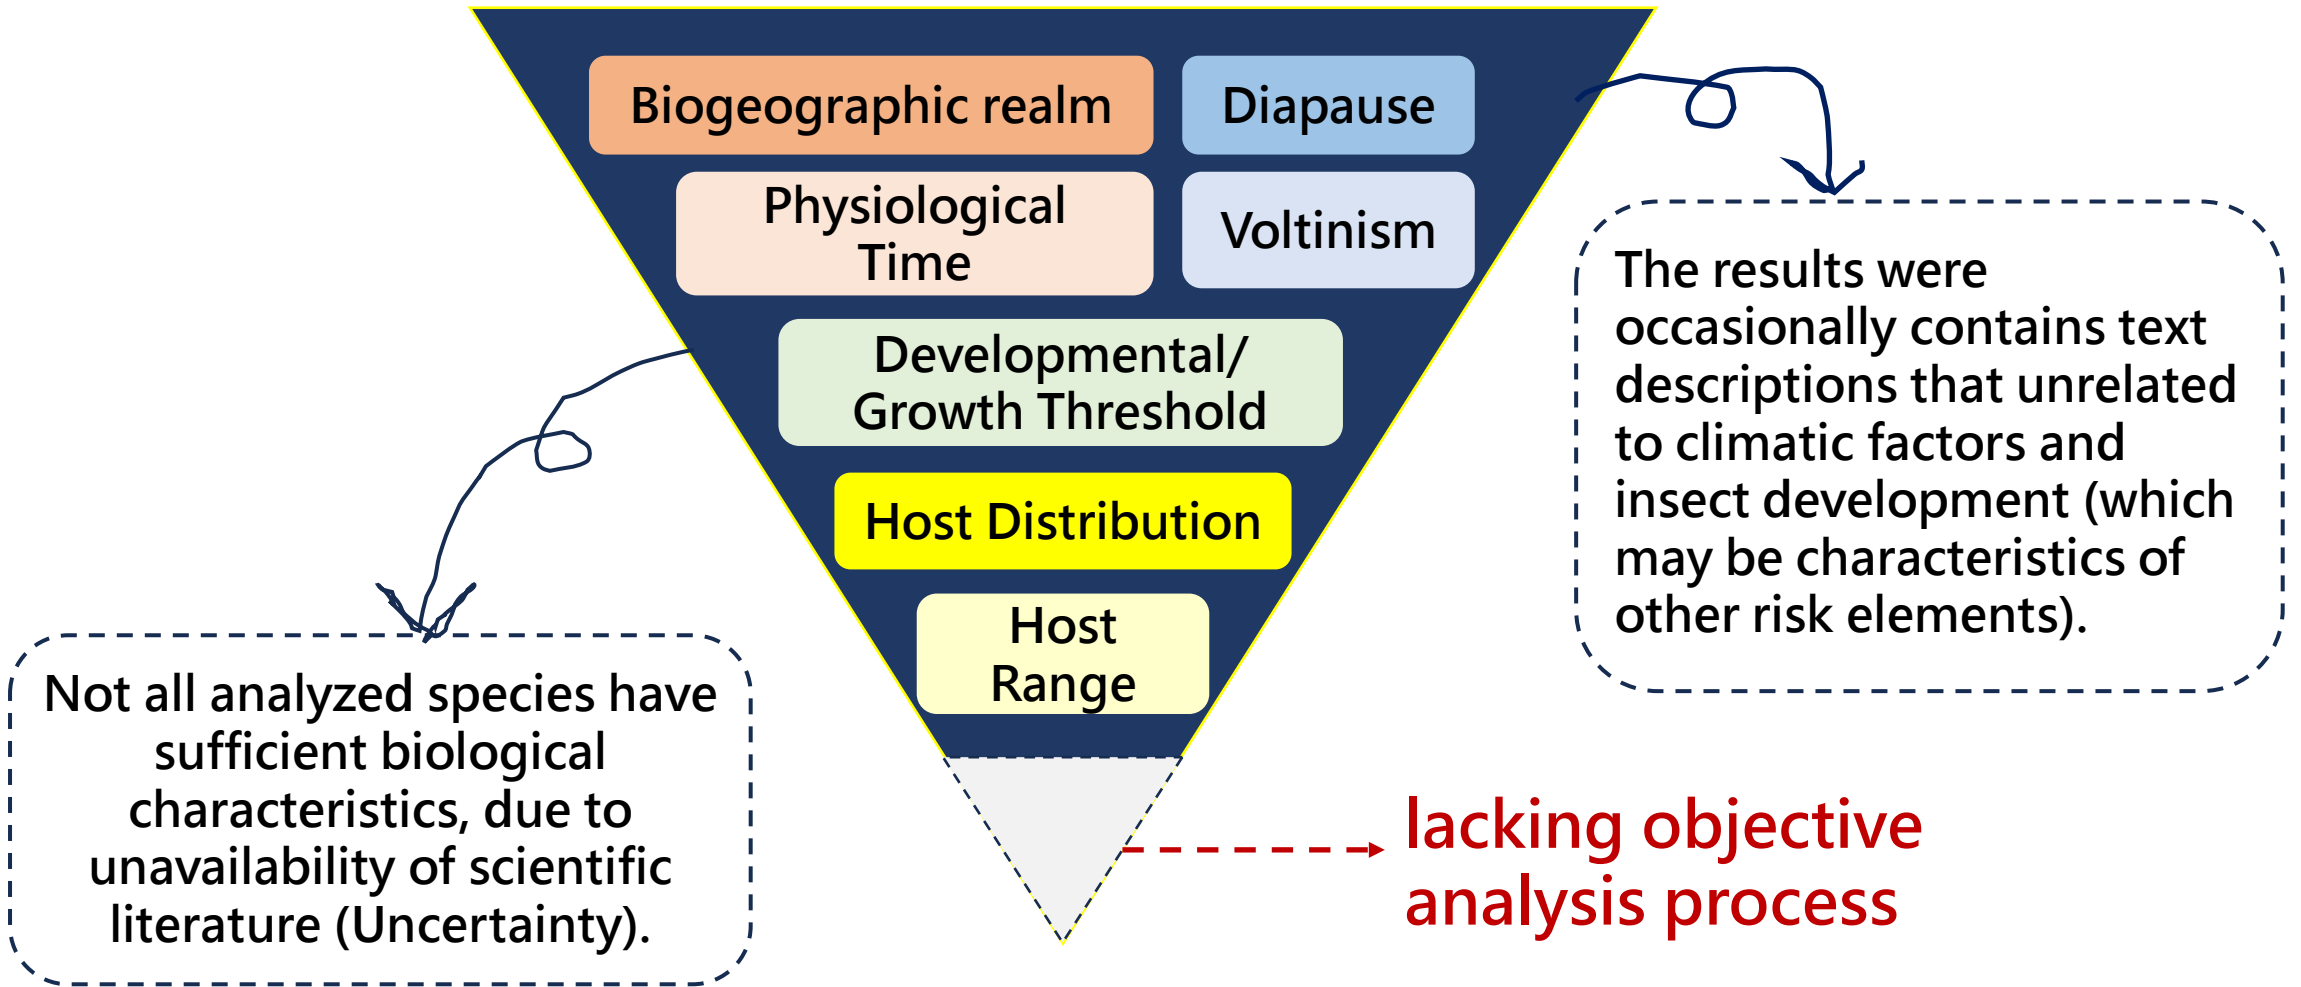 Biogeographic realm
Diapause
Physiological
Time
Voltinism
Developmental/
Growth Threshold
Host Distribution
Host
Range
The results were
occasionally contains text
descriptions that unrelated
to climatic factors and
insect development (which
may be characteristics of
other risk elements).
Not all analyzed species have
sufficient biological
characteristics, due to
unavailability of scientific
literature (Uncertainty).
lacking objective
analysis process